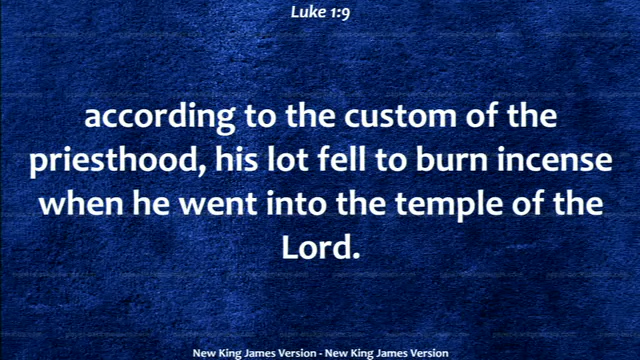 Luke 1:9
according to the custom of the
priesthood, his lot fell to burn incense
when he went into the temple of the
Lord.
New King James Version - New King James Version